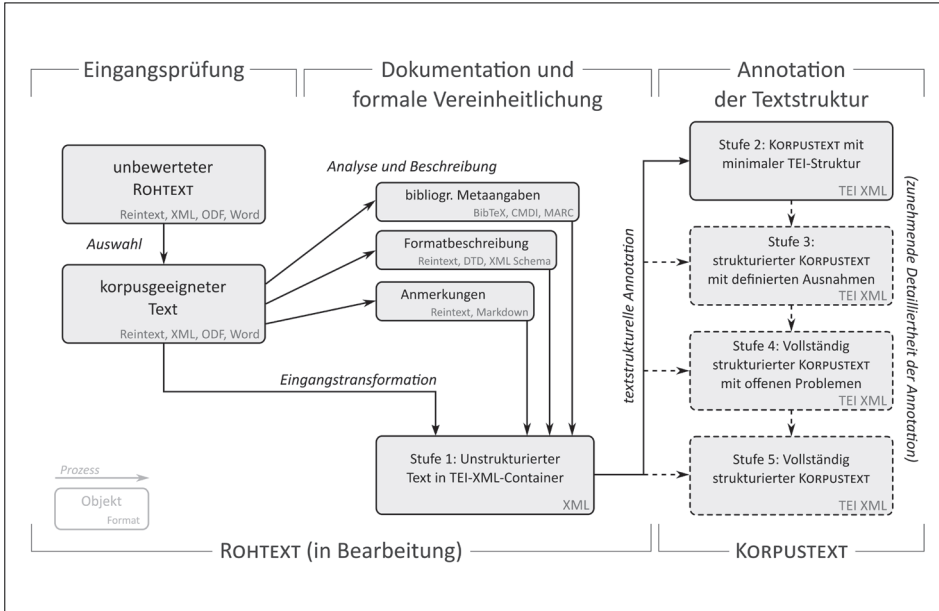 Eingangsprüfung
Dokumentation und
formale Vereinheitlichung
Annotation
der Textstruktur
unbewerteter
ROHTEXT
Reintext, XML, ODF, Word
Auswahl
korpusgeeigneter
Text
Reintext, XML, ODF, Word
Analyse und Beschreibung
bibliogr. Metaangaben
BibTeX, CMDI, MARC
Formatbeschreibung
Reintext, DTD, XML Schema
Anmerkungen
Reintext, Markdown
Eingangstransformation
Stufe 1: Unstrukturierter
Text in TEI-XML-Container
XML
textstrukturelle Annotation
Stufe 2: KORPUSTEXT mit
minimaler TEI-Struktur
TEI XML
Stufe 3:
strukturierter KORPUSTEXT
mit definierten Ausnahmen
TEI XML
Stufe 4: Vollständig
strukturierter KORPUSTEXT
mit offenen Problemen
TEI XML
Stufe 5: Vollständig
strukturierter KORPUSTEXT
TEI XML
(zunehmende Detailliertheit der Annotation)
Prozess
Objekt
Format
ROHTEXT (in Bearbeitung)
KORPUSTEXT